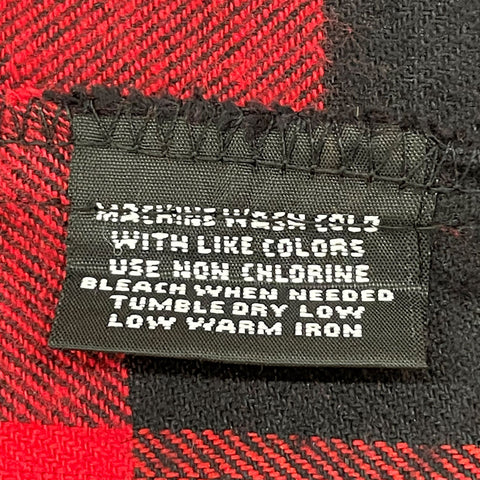 MACHINE WASH COLD
WITH LIKE COLORS
USE NON CHLORINE
BLEACH WHEN NEEDED
TUMBLE DRY LOW
LOW WARM IRON